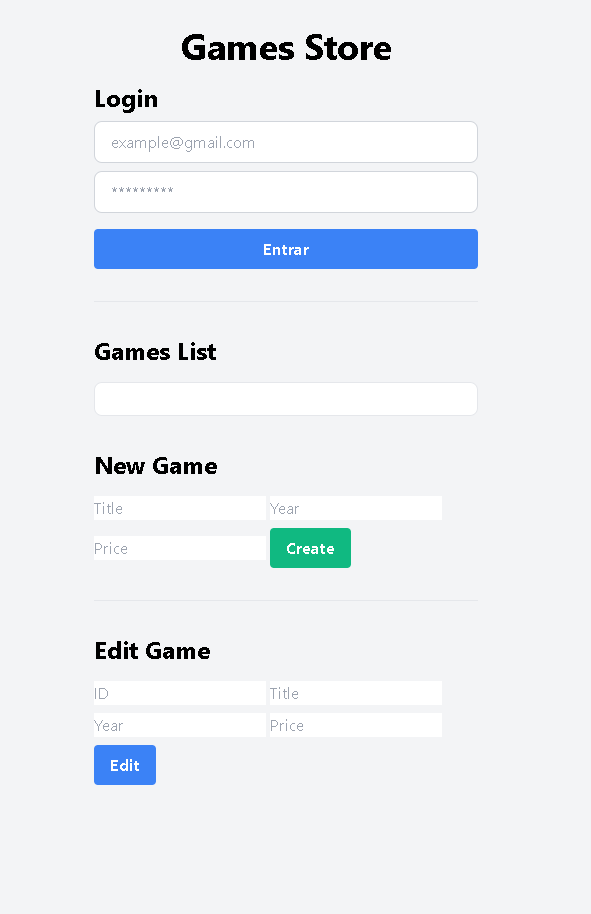 Games Store
Login
example@gmail.com
*********
Entrar
Games List
New Game
Title Year
Price Create
Edit Game
ID Title
Year Price
Edit